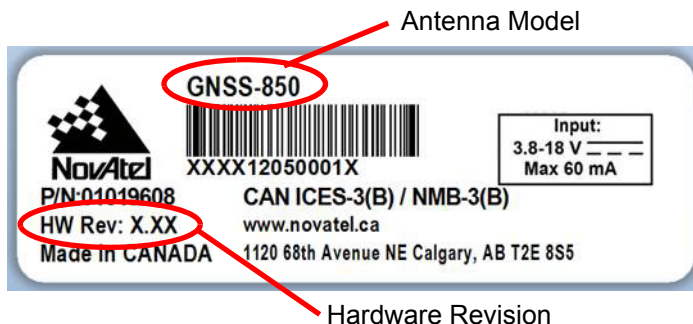 Antenna Model
GNSS-850
NovAtel
XXXX12050001X
Input:
3.8-18 V
Max 60 mA
P/N:01019608
CAN ICES-3(B) / NMB-3(B)
HW Rev: X.XX
www.novatel.ca
Made in CANADA
1120 68th Avenue NE Calgary, AB T2E 8S5
Hardware Revision